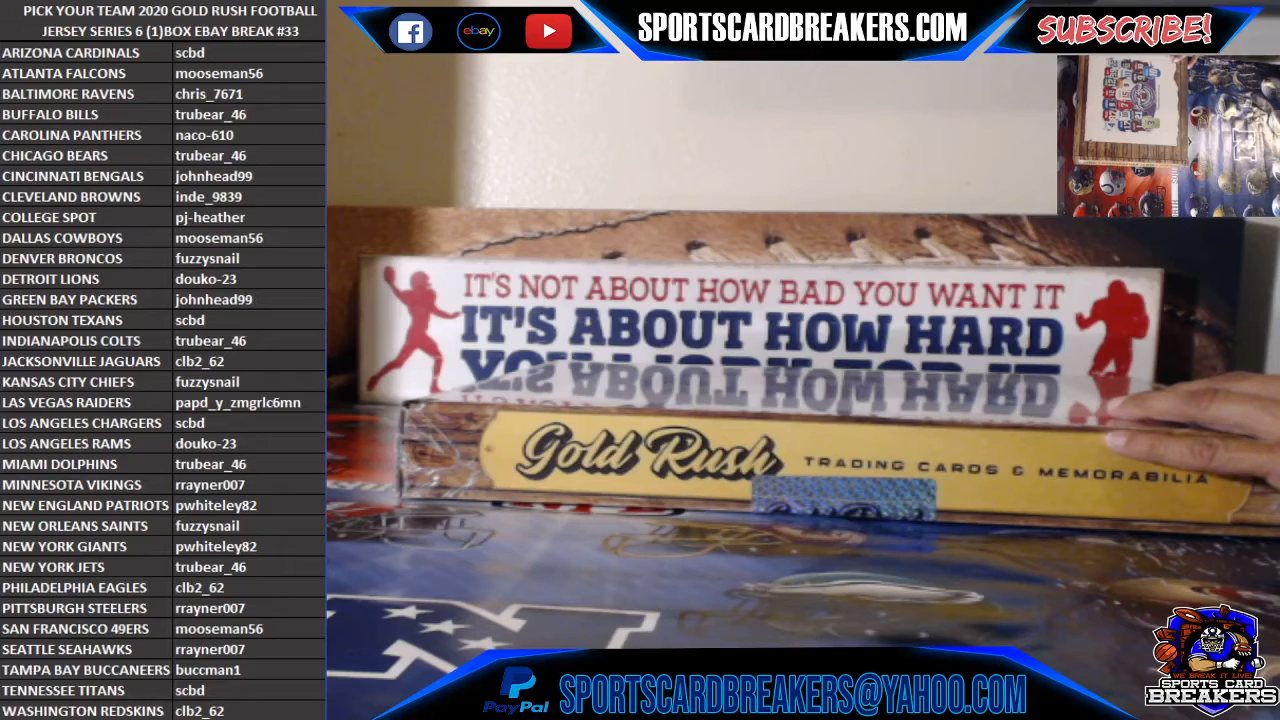 PICK YOUR TEAM 2020 GOLD RUSH FOOTBALL
JERSEY SERIES 6 (1)BOX EBAY BREAK #33
ARIZONA CARDINALS scbd
ATLANTA FALCONS mooseman56
BALTIMORE RAVENS chris_7671
BUFFALO BILLS trubear_46
CAROLINA PANTHERS naco-610
CHICAGO BEARS trubear_46
CINCINNATI BENGALS johnhead99
CLEVELAND BROWNS inde_9839
COLLEGE SPOT pj-heather
DALLAS COWBOYS mooseman56
DENVER BRONCOS fuzzysnail
DETROIT LIONS douko-23
GREEN BAY PACKERS johnhead99
HOUSTON TEXANS scbd
INDIANAPOLIS COLTS trubear_46
JACKSONVILLE JAGUARS clb2_62
KANSAS CITY CHIEFS fuzzysnail
LAS VEGAS RAIDERS papd_y_zmgrlc6mn
LOS ANGELES CHARGERS scbd
LOS ANGELES RAMS douko-23
MIAMI DOLPHINS trubear_46
MINNESOTA VIKINGS rrayner007
NEW ENGLAND PATRIOTS pwhiteley82
NEW ORLEANS SAINTS fuzzysnail
NEW YORK GIANTS pwhiteley82
NEW YORK JETS trubear_46
PHILADELPHIA EAGLES clb2_62
PITTSBURGH STEELERS rrayner007
SAN FRANCISCO 49ERS mooseman56
SEATTLE SEAHAWKS rrayner007
TAMPA BAY BUCCANEERS buccman1
TENNESSEE TITANS scbd
WASHINGTON REDSKINS clb2_62
ebay
SPORTSCARDBREAKERS.COM
SUBSCRIBE!
IT'S NOT ABOUT HOW BAD YOU WANT IT
IT'S ABOUT HOW HARD
YOU WORK FOR IT
Gold Rush
TRADING CARDS & MEMORABILIA
PayPal
SPORTSCARDBREAKERS@YAHOO.COM
WE BREAK IT LIVE!
SPORTS CARD
BREAKERS